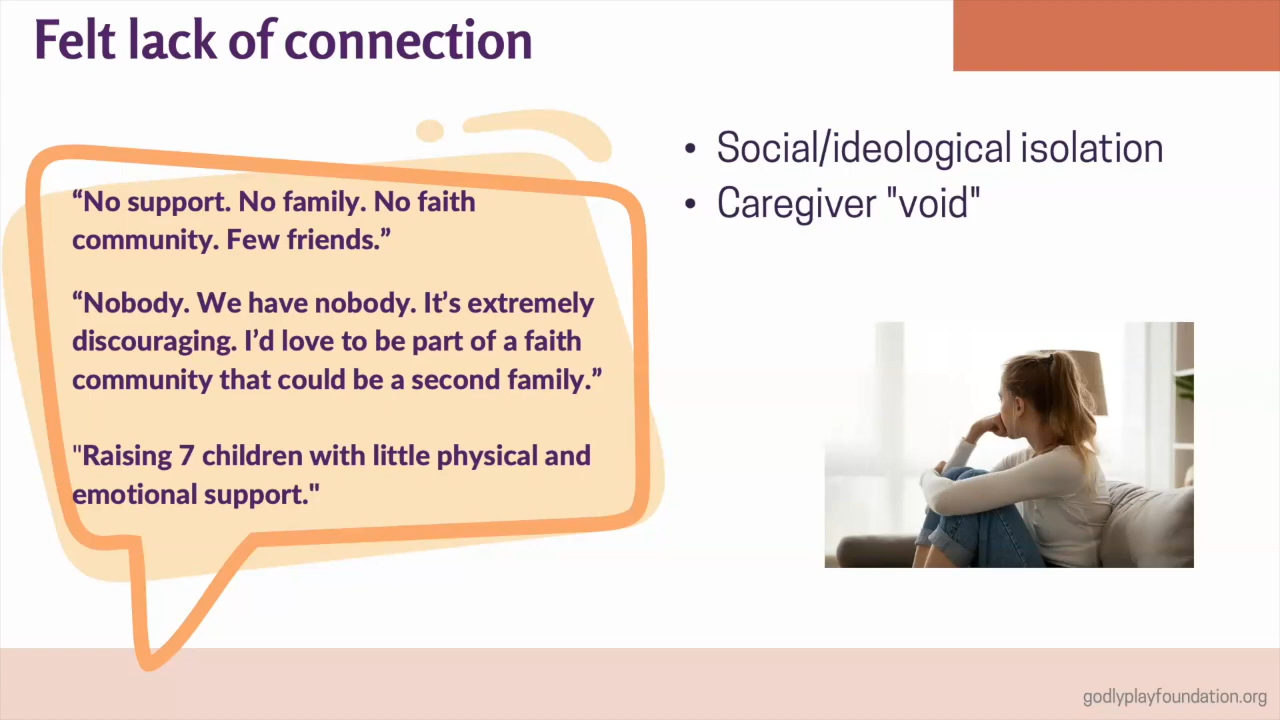 Felt lack of connection
“No support. No family. No faith
community. Few friends.”
“Nobody. We have nobody. It’s extremely
discouraging. I’d love to be part of a faith
community that could be a second family.”
"Raising 7 children with little physical and
emotional support."
• Social/ideological isolation
• Caregiver "void"
godlyplayfoundation.org